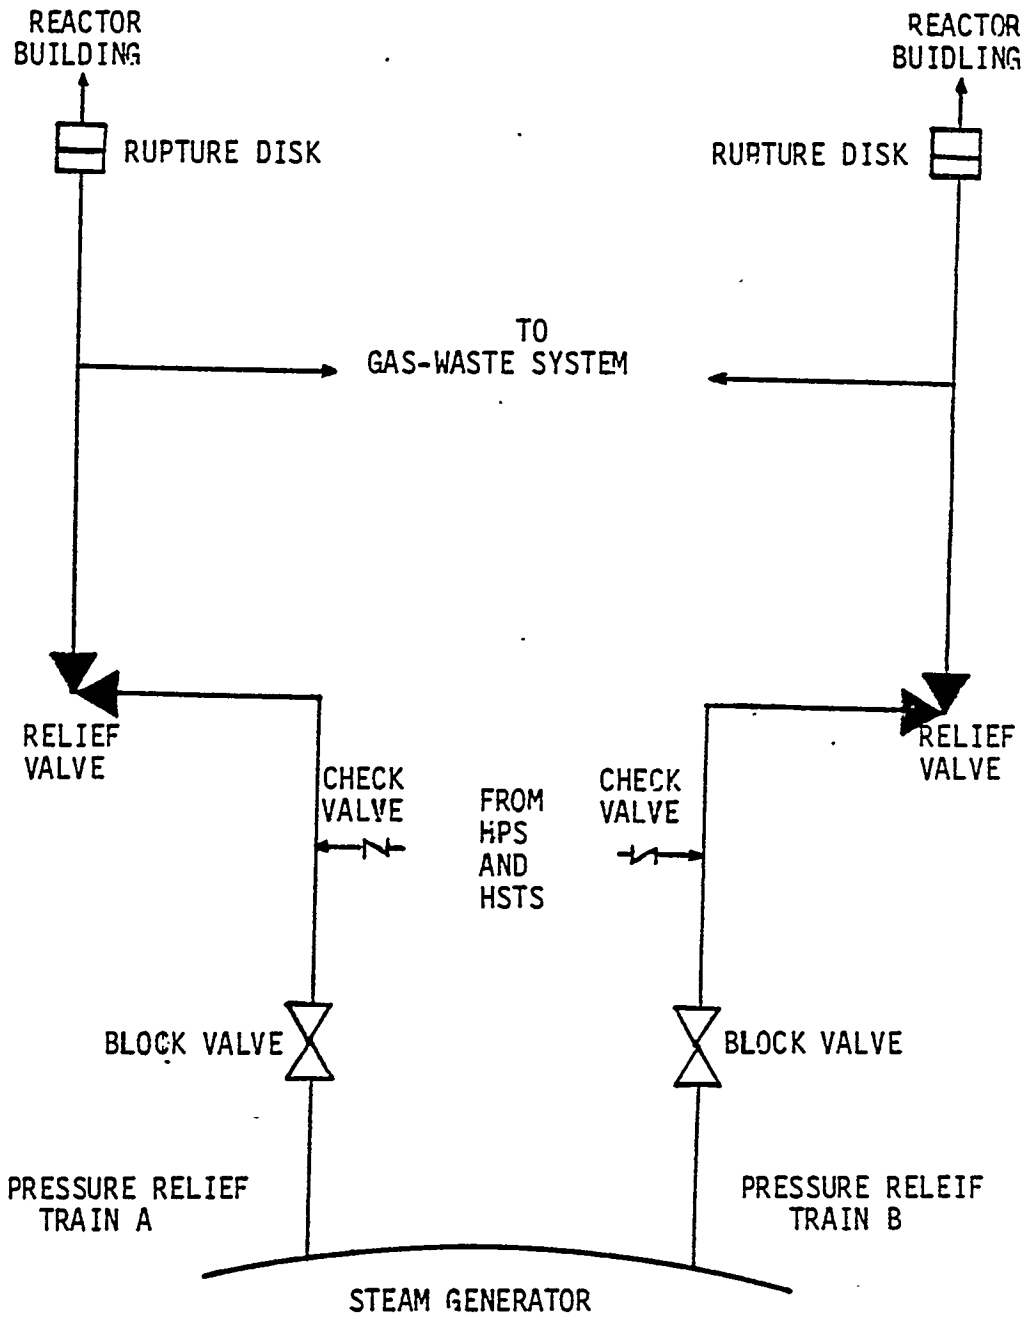 REACTOR
BUILDING
REACTOR
BUIDLING
RUPTURE DISK
RUPTURE DISK
TO
GAS-WASTE SYSTEM
RELIEF
VALVE
RELIEF
VALVE
CHECK
VALVE
FROM
HPS
AND
HSTS
CHECK
VALVE
BLOCK VALVE
BLOCK VALVE
PRESSURE RELIEF
TRAIN A
PRESSURE RELEIF
TRAIN B
STEAM GENERATOR